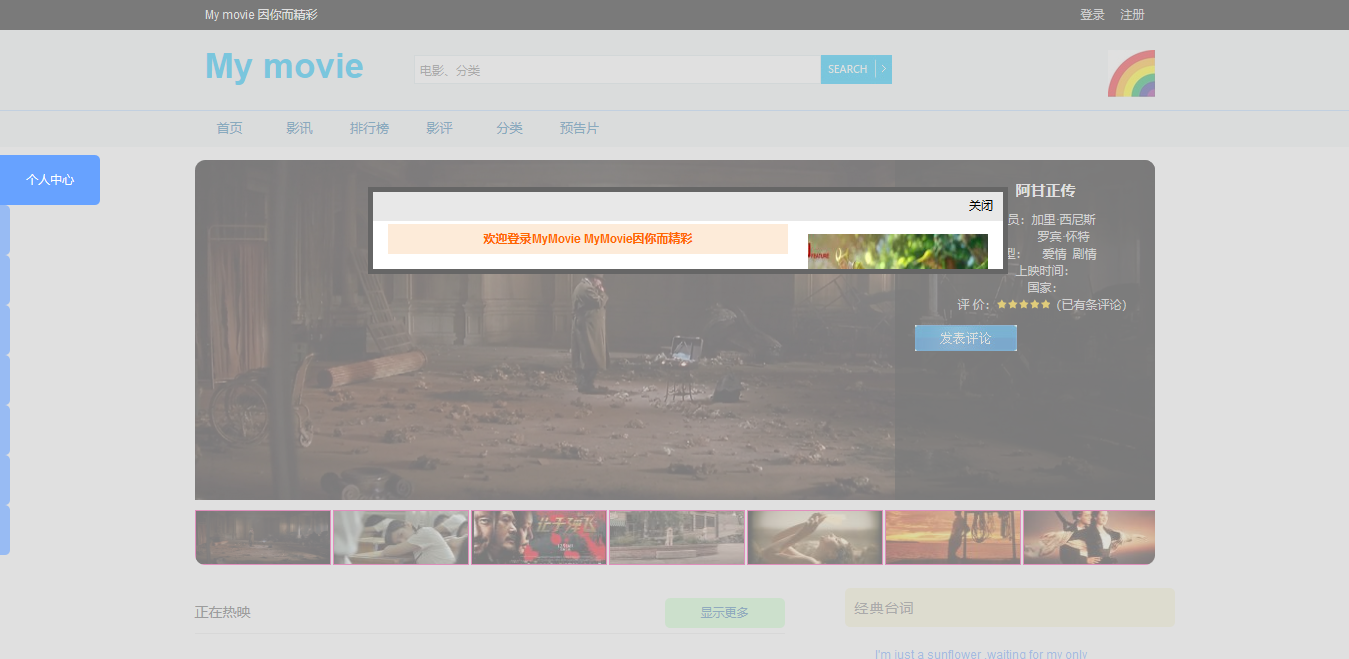 My movie 因你而精彩
登录 注册
My movie
电影、分类
SEARCH
首页 影讯 排行榜 影评 分类 预告片
个人中心
阿甘正传
关闭
员：加里·西尼斯
欢迎登录MyMovie MyMovie因你而精彩
罗宾·怀特
FEATURE
型： 爱情 剧情
上映时间：
国家：
评 价： (已有条评论)
发表评论
让子弹飞
正在热映
显示更多
经典台词
I'm just a sunflower ,waiting for my only